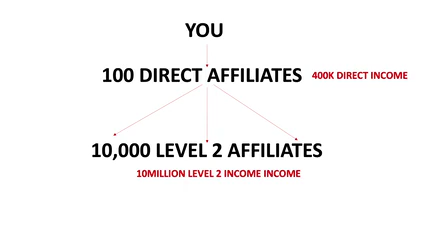 YOU
100 DIRECT AFFILIATES 400K DIRECT INCOME
10,000 LEVEL 2 AFFILIATES
10MILLION LEVEL 2 INCOME INCOME